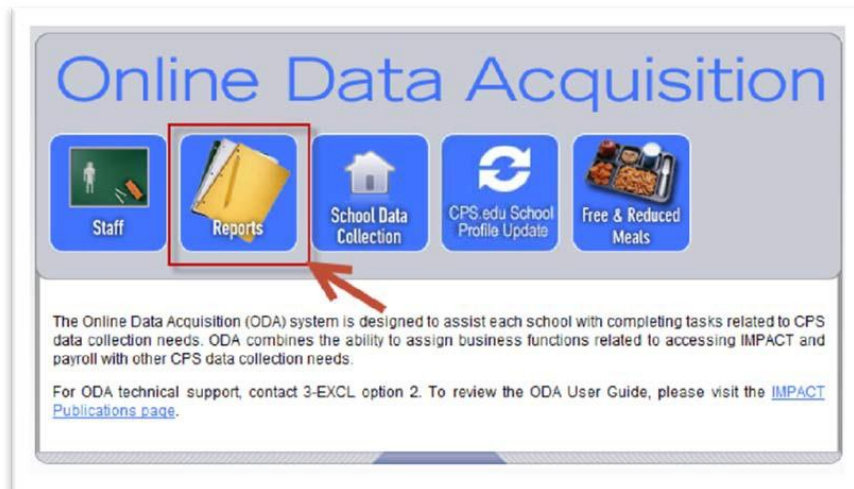 Online Data Acquisition
Staff
Reports
School Data
Collection
CPS.edu School
Profile Update
Free & Reduced
Meals
The Online Data Acquisition (ODA) system is designed to assist each school with completing tasks related to CPS
data collection needs. ODA combines the ability to assign business functions related to accessing IMPACT and
payroll with other CPS data collection needs.
For ODA technical support, contact 3-EXCL option 2. To review the ODA User Guide, please visit the IMPACT
Publications page.